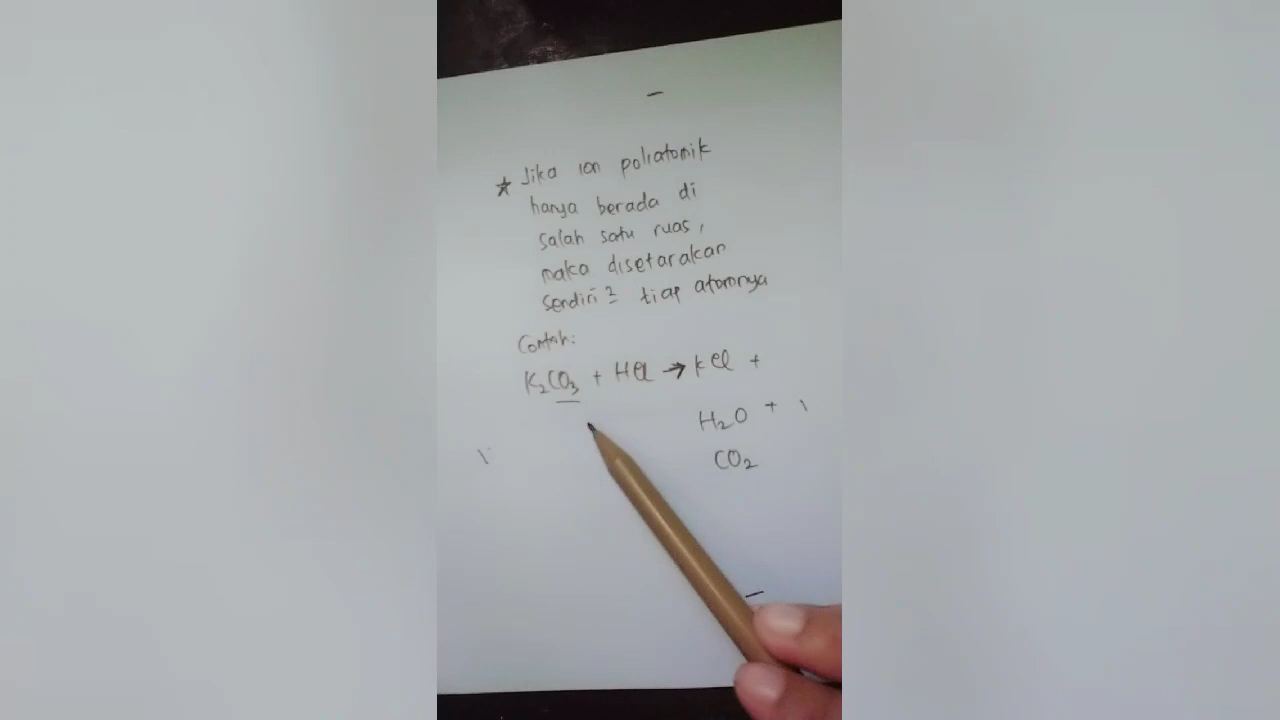 ☆ Jika ion poliatomik
hanya berada di
salah satu ruas,
maka disetarakan
sendiri² tiap atomnya
Contoh:
K₂CO₃ + HCl → KCl +
H₂O +
CO₂